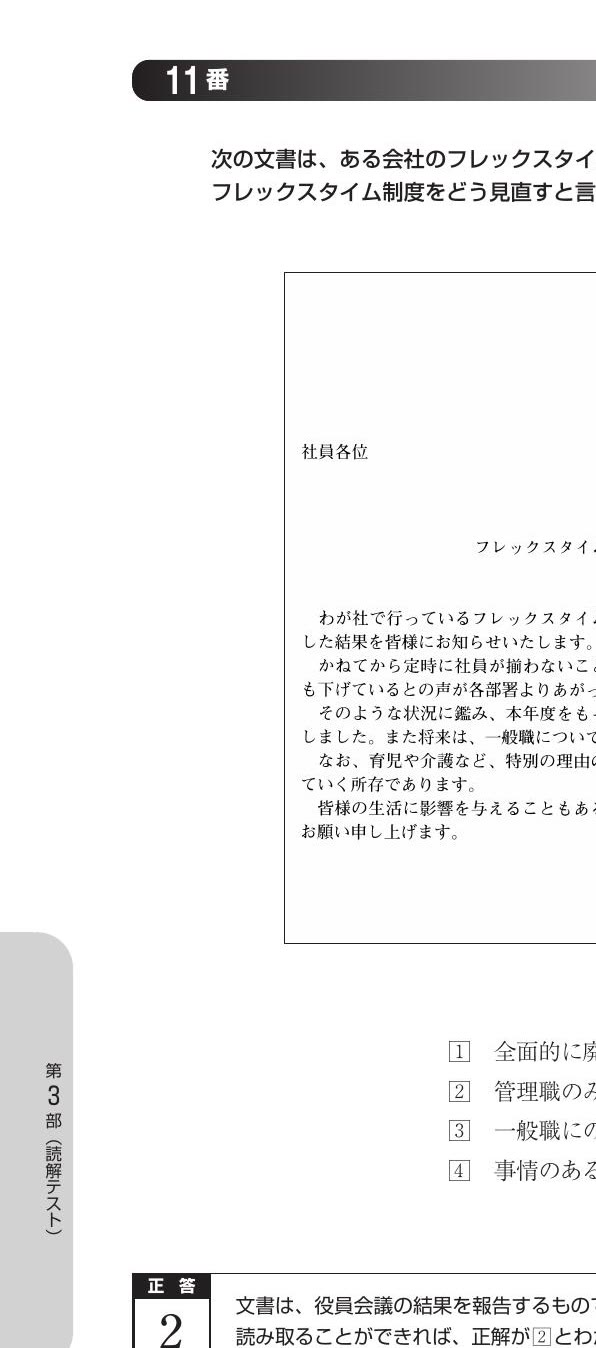 11番
次の文書は、ある会社のフレックスタイ
フレックスタイム制度をどう見直すと言
社員各位
フレックスタイ
わが社で行っているフレックスタイム
した結果を皆様にお知らせいたします。
かねてから定時に社員が揃わないこ
も下げているとの声が各部署よりあがっ
そのような状況に鑑み、本年度をも
しました。また将来は、一般職について
なお、育児や介護など、特別の理由の
ていく所存であります。
皆様の生活に影響を与えることもある
お願い申し上げます。
1 全面的に廃
2 管理職のみ
3 一般職にの
4 事情のある
第3部（読解テスト）
正答
2
文書は、役員会議の結果を報告するもので
読み取ることができれば、正解が2とわ